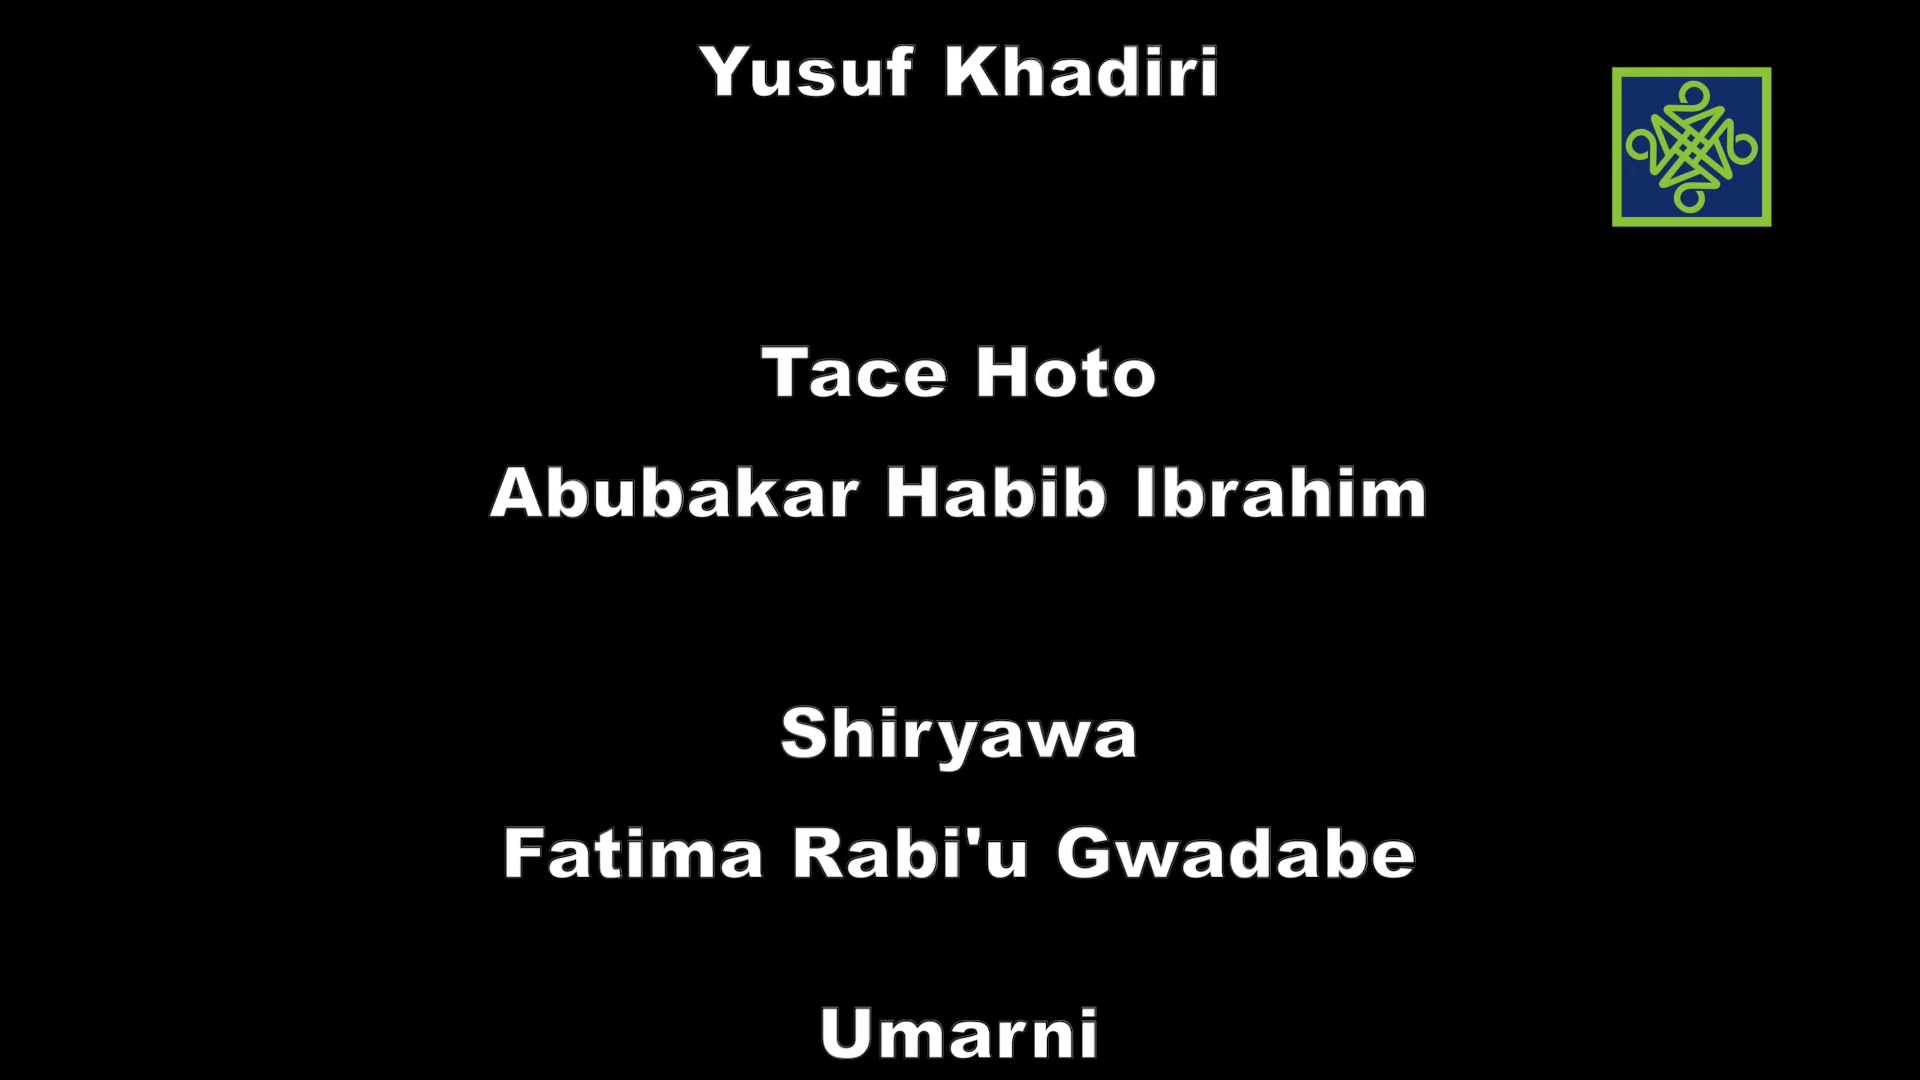 Yusuf Khadiri
Tace Hoto
Abubakar Habib Ibrahim
Shiryawa
Fatima Rabi'u Gwadabe
Umarni